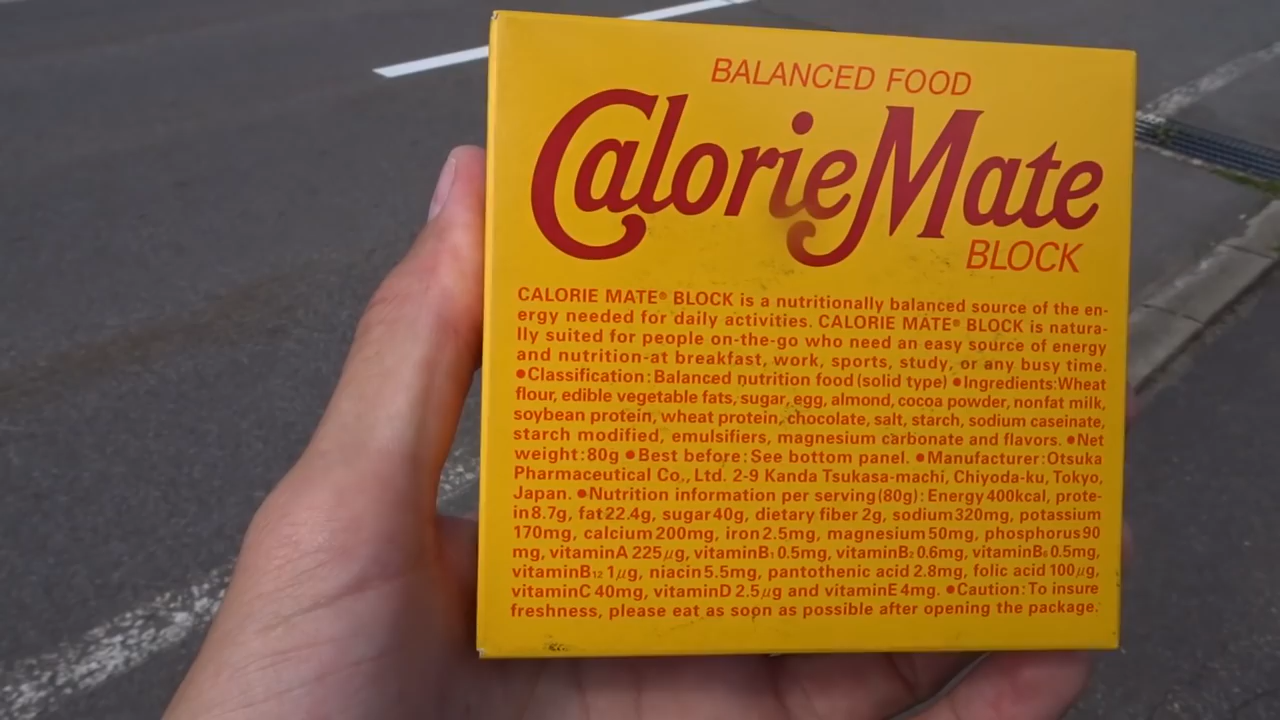 BALANCED FOOD
CalorieMate
BLOCK
CALORIE MATE® BLOCK is a nutritionally balanced source of the en-
ergy needed for daily activities. CALORIE MATE® BLOCK is natura-
lly suited for people on-the-go who need an easy source of energy
and nutrition-at breakfast, work, sports, study, or any busy time.
●Classification: Balanced nutrition food (solid type) ●Ingredients: Wheat
flour, edible vegetable fats, sugar, egg, almond, cocoa powder, nonfat milk,
soybean protein, wheat protein, chocolate, salt, starch, sodium caseinate,
starch modified, emulsifiers, magnesium carbonate and flavors. ●Net
weight: 80g ●Best before: See bottom panel. ●Manufacturer: Otsuka
Pharmaceutical Co., Ltd. 2-9 Kanda Tsukasa-machi, Chiyoda-ku, Tokyo,
Japan. ●Nutrition information per serving (80g): Energy 400kcal, prote-
in 8.7g, fat 22.4g, sugar 40g, dietary fiber 2g, sodium 320mg, potassium
170mg, calcium 200mg, iron 2.5mg, magnesium 50mg, phosphorus 90
mg, vitamin A 225μg, vitamin B₁ 0.5mg, vitamin B₂ 0.6mg, vitamin B₆ 0.5mg,
vitamin B₁₂ 1μg, niacin 5.5mg, pantothenic acid 2.8mg, folic acid 100μg,
vitamin C 40mg, vitamin D 2.5μg and vitamin E 4mg. ●Caution: To insure
freshness, please eat as soon as possible after opening the package.